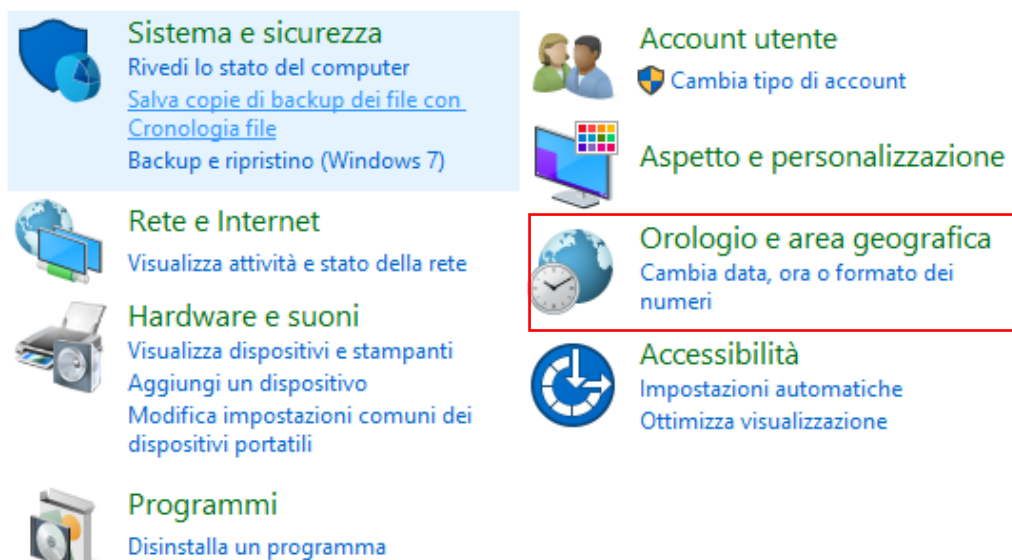 Sistema e sicurezza
Rivedi lo stato del computer
Salva copie di backup dei file con
Cronologia file
Backup e ripristino (Windows 7)
Rete e Internet
Visualizza attività e stato della rete
Hardware e suoni
Visualizza dispositivi e stampanti
Aggiungi un dispositivo
Modifica impostazioni comuni dei
dispositivi portatili
Programmi
Disinstalla un programma
Account utente
Cambia tipo di account
Aspetto e personalizzazione
Orologio e area geografica
Cambia data, ora o formato dei
numeri
Accessibilità
Impostazioni automatiche
Ottimizza visualizzazione